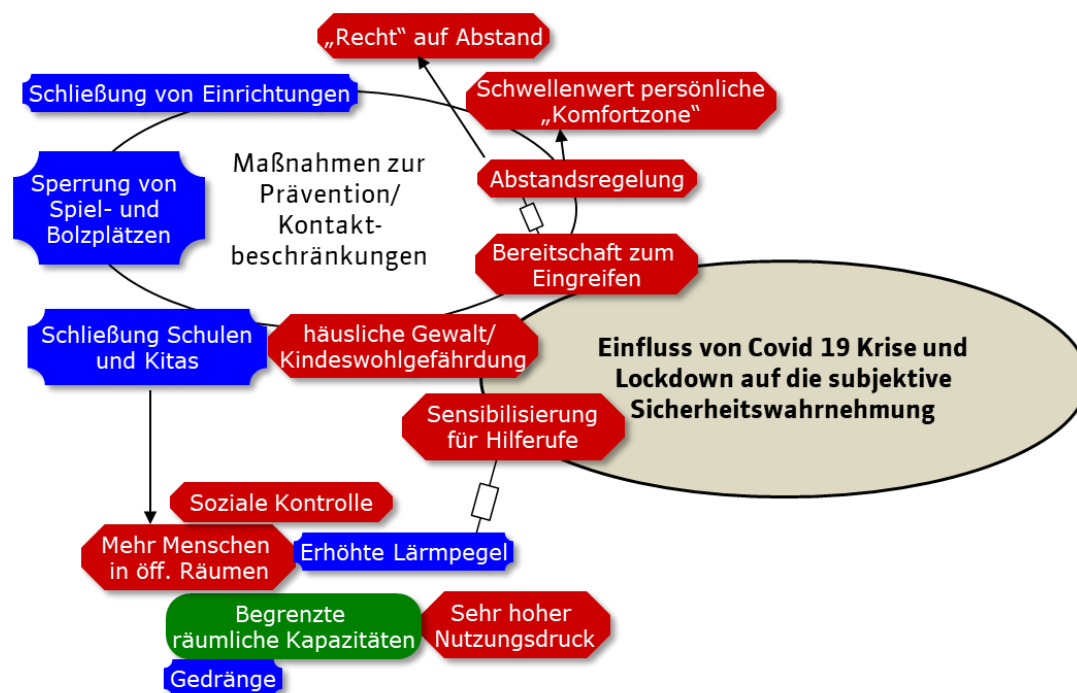 „Recht“ auf Abstand
Schließung von Einrichtungen
Schwellenwert persönliche
„Komfortzone“
Maßnahmen zur
Prävention/
Kontakt-
beschränkungen
Sperrung von
Spiel- und
Bolzplätzen
Abstandsregelung
Bereitschaft zum
Eingreifen
Schließung Schulen
und Kitas
häusliche Gewalt/
Kindeswohlgefährdung
Einfluss von Covid 19 Krise und
Lockdown auf die subjektive
Sicherheitswahrnehmung
Sensibilisierung
für Hilferufe
Soziale Kontrolle
Mehr Menschen
in öff. Räumen
Erhöhte Lärmpegel
Begrenzte
räumliche Kapazitäten
Sehr hoher
Nutzungsdruck
Gedränge